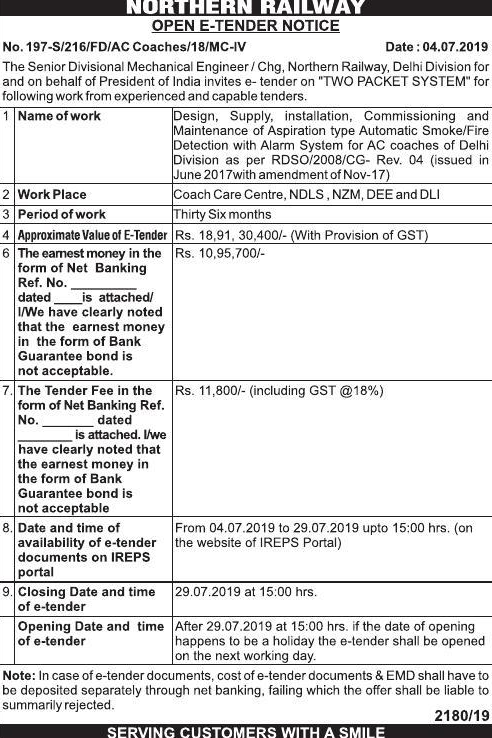 NORTHERN RAILWAY
OPEN E-TENDER NOTICE
No. 197-S/216/FD/AC Coaches/18/MC-IV Date : 04.07.2019
The Senior Divisional Mechanical Engineer / Chg, Northern Railway, Delhi Division for
and on behalf of President of India invites e- tender on "TWO PACKET SYSTEM" for
following work from experienced and capable tenders.
1 Name of work
Design, Supply, installation, Commissioning and
Maintenance of Aspiration type Automatic Smoke/Fire
Detection with Alarm System for AC coaches of Delhi
Division as per RDSO/2008/CG- Rev. 04 (issued in
June 2017with amendment of Nov-17)
2 Work Place Coach Care Centre, NDLS , NZM, DEE and DLI
3 Period of work Thirty Six months
4 Approximate Value of E-Tender Rs. 18,91, 30,400/- (With Provision of GST)
6 The earnest money in the
form of Net Banking
Ref. No. ________
dated ____is attached/
I/We have clearly noted
that the earnest money
in the form of Bank
Guarantee bond is
not acceptable.
Rs. 10,95,700/-
7. The Tender Fee in the
form of Net Banking Ref.
No. _______ dated
_______ is attached. I/we
have clearly noted that
the earnest money in
the form of Bank
Guarantee bond is
not acceptable
Rs. 11,800/- (including GST @18%)
8. Date and time of
availability of e-tender
documents on IREPS
portal
From 04.07.2019 to 29.07.2019 upto 15:00 hrs. (on
the website of IREPS Portal)
9. Closing Date and time
of e-tender
29.07.2019 at 15:00 hrs.
Opening Date and time
of e-tender
After 29.07.2019 at 15:00 hrs. if the date of opening
happens to be a holiday the e-tender shall be opened
on the next working day.
Note: In case of e-tender documents, cost of e-tender documents & EMD shall have to
be deposited separately through net banking, failing which the offer shall be liable to
summarily rejected.
2180/19
SERVING CUSTOMERS WITH A SMILE